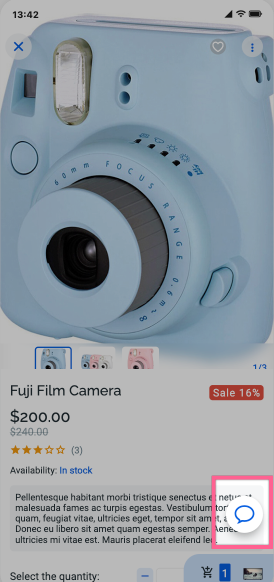 13:42
60mm FOCUS RANGE 0.6m ~ ∞
1/3
Fuji Film Camera
Sale 16%
$200.00
$240.00
(3)
Availability: In stock
Pellentesque habitant morbi tristique senectus et netus et
malesuada fames ac turpis egestas. Vestibulum tortor
quam, feugiat vitae, ultricies eget, tempor sit amet,
Donec eu libero sit amet quam egestas semper. Aenean
ultricies mi vitae est. Mauris placerat eleifend leo.
Select the quantity:
1